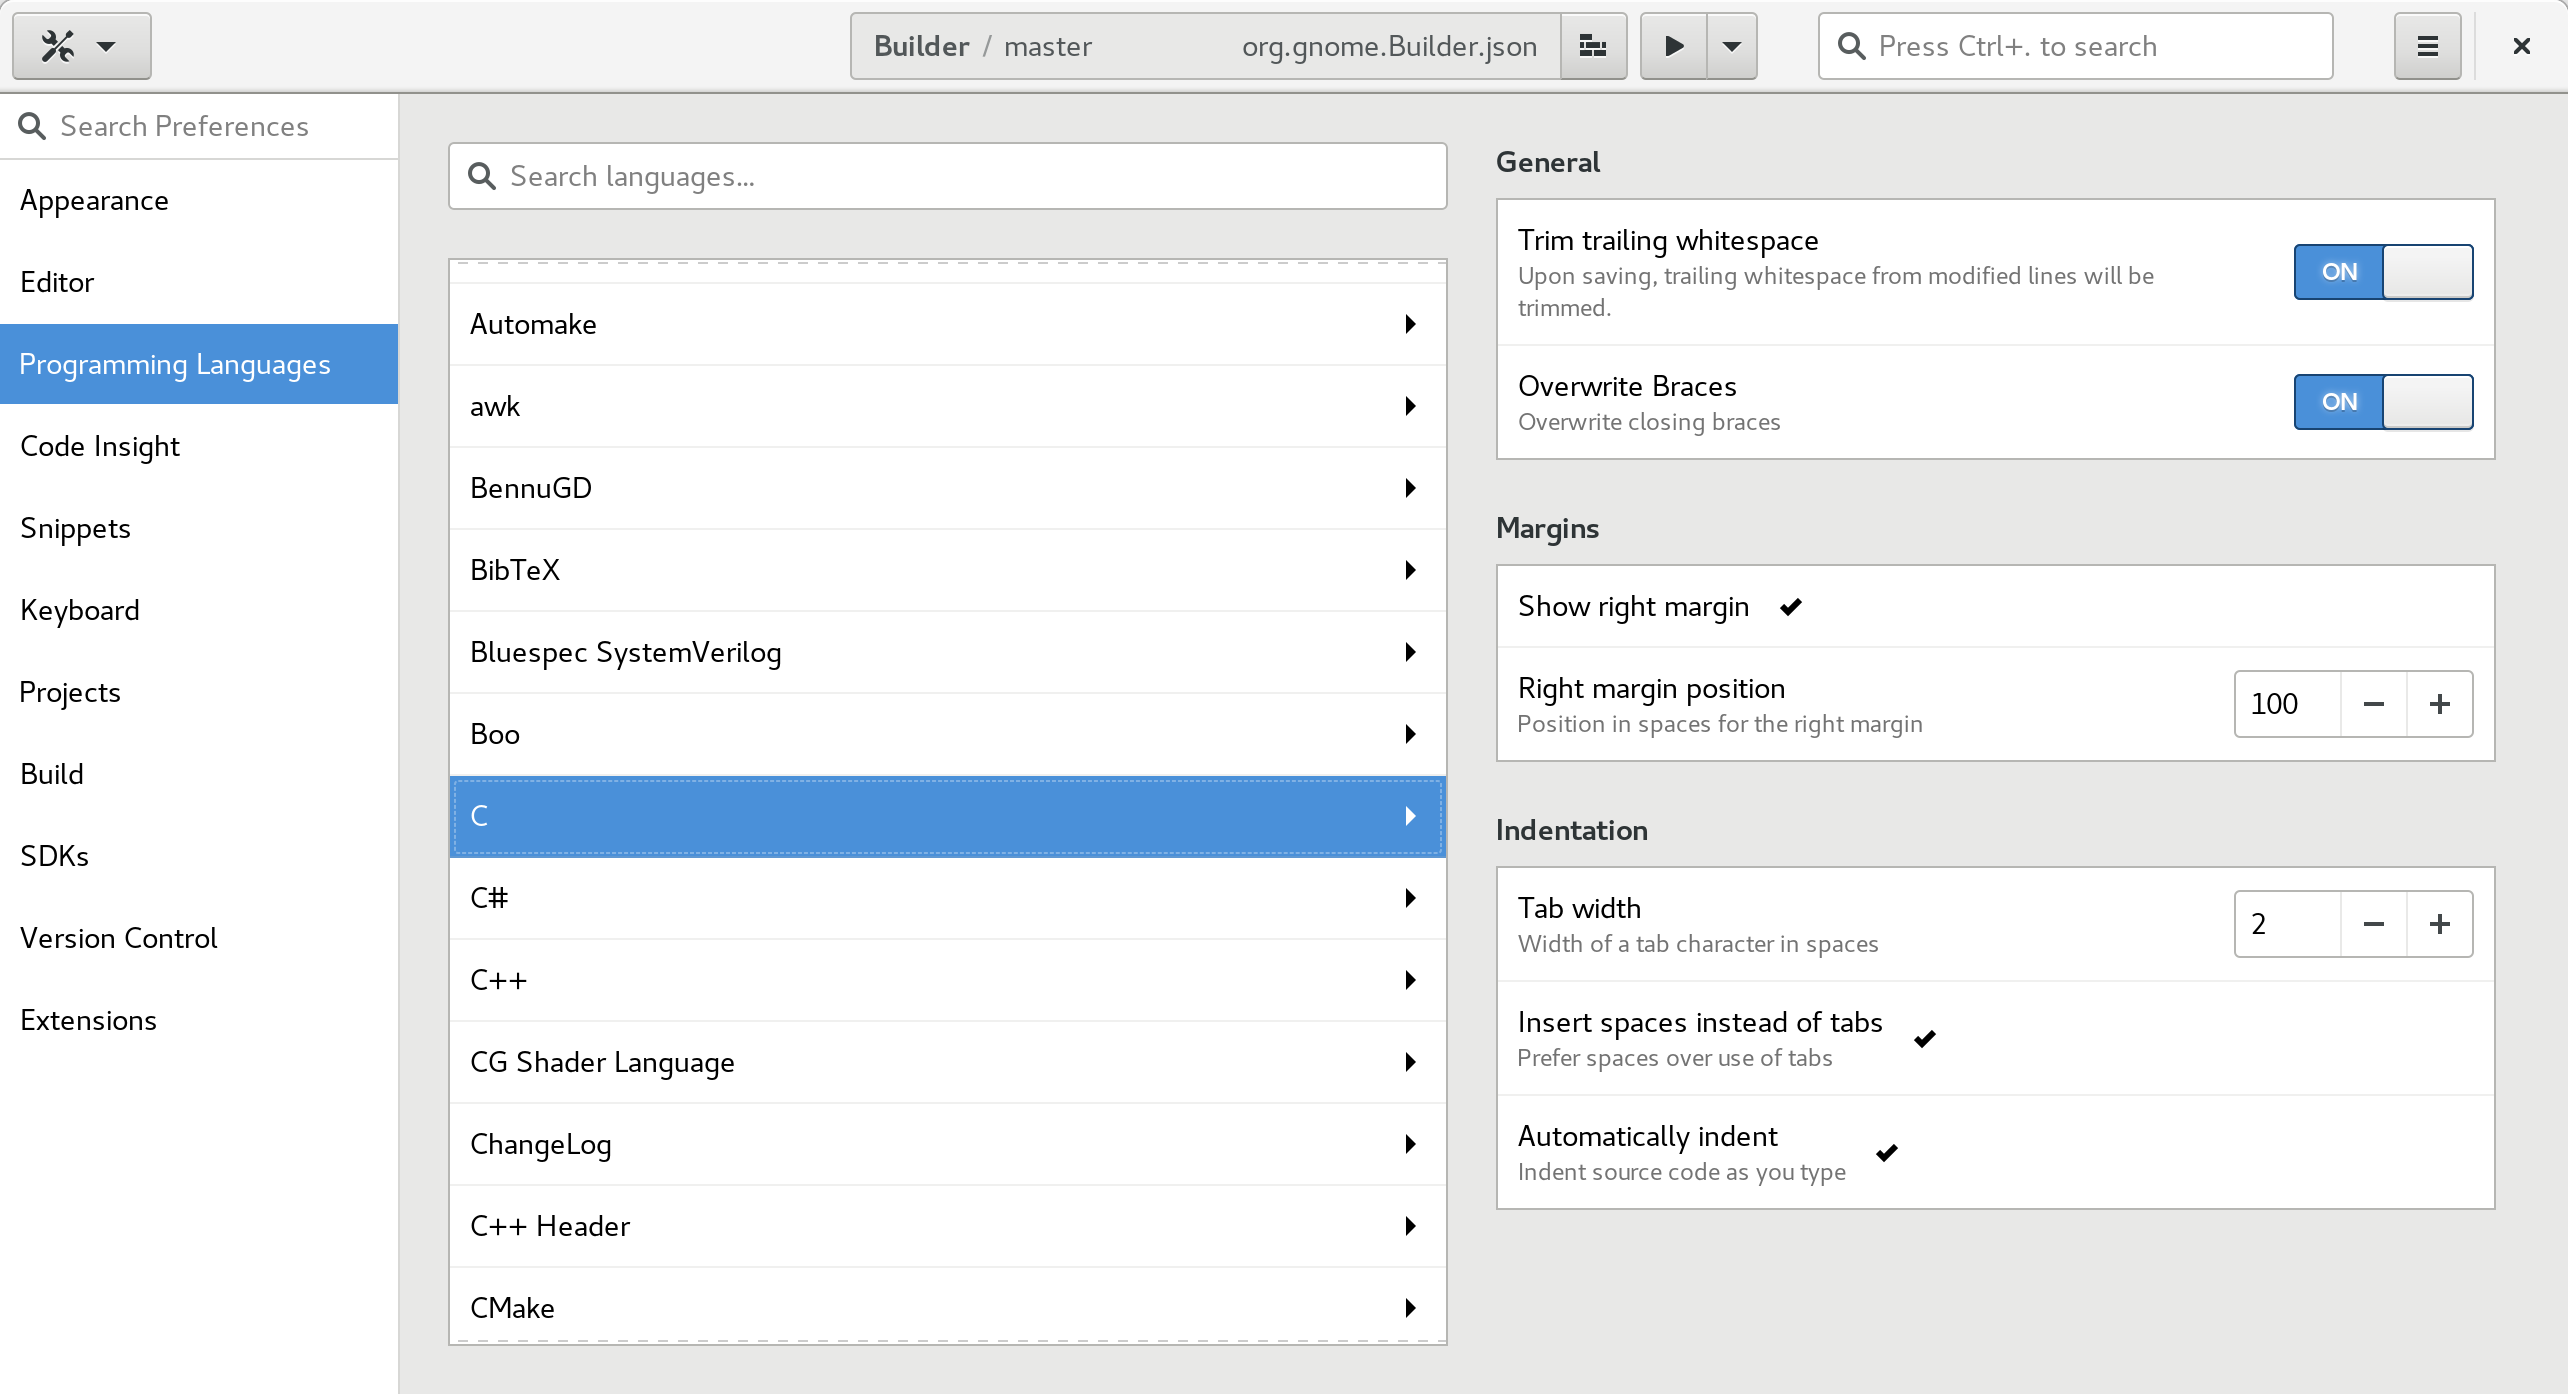 Builder / master org.gnome.Builder.json Press Ctrl+. to search
Search Preferences
Appearance
Editor
Programming Languages
Code Insight
Snippets
Keyboard
Projects
Build
SDKs
Version Control
Extensions
Search languages...
Automake
awk
BennuGD
BibTeX
Bluespec SystemVerilog
Boo
C
C#
C++
CG Shader Language
ChangeLog
C++ Header
CMake
General
Trim trailing whitespace
Upon saving, trailing whitespace from modified lines will be
trimmed.
ON
Overwrite Braces
Overwrite closing braces
ON
Margins
Show right margin
Right margin position
Position in spaces for the right margin
100
Indentation
Tab width
Width of a tab character in spaces
2
Insert spaces instead of tabs
Prefer spaces over use of tabs
Automatically indent
Indent source code as you type